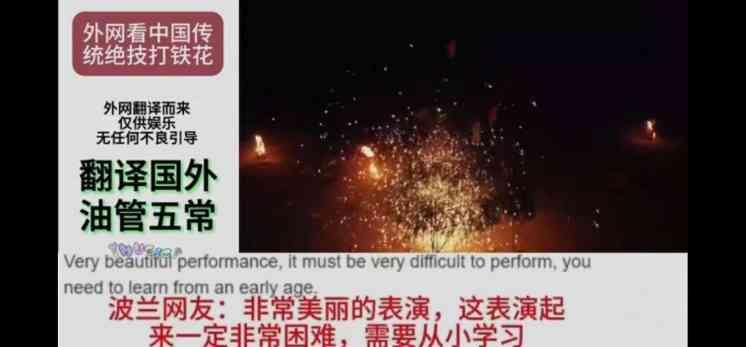 外网看中国传
统绝技打铁花
外网翻译而来
仅供娱乐
无任何不良引导
翻译国外
油管五常
Very beautiful performance, it must be very difficult to perform, you
need to learn from an early age.
波兰网友：非常美丽的表演，这表演起
来一定非常困难，需要从小学习